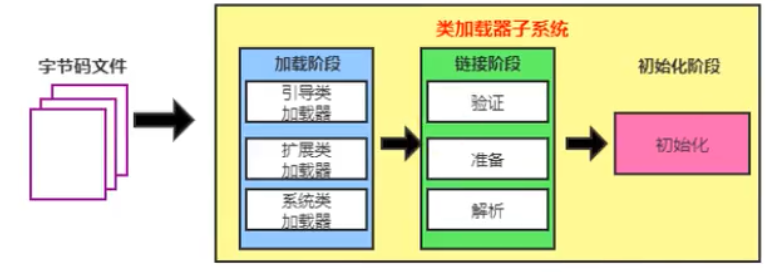 类加载器子系统
字节码文件
加载阶段
引导类
加载器
扩展类
加载器
系统类
加载器
链接阶段
验证
准备
解析
初始化阶段
初始化